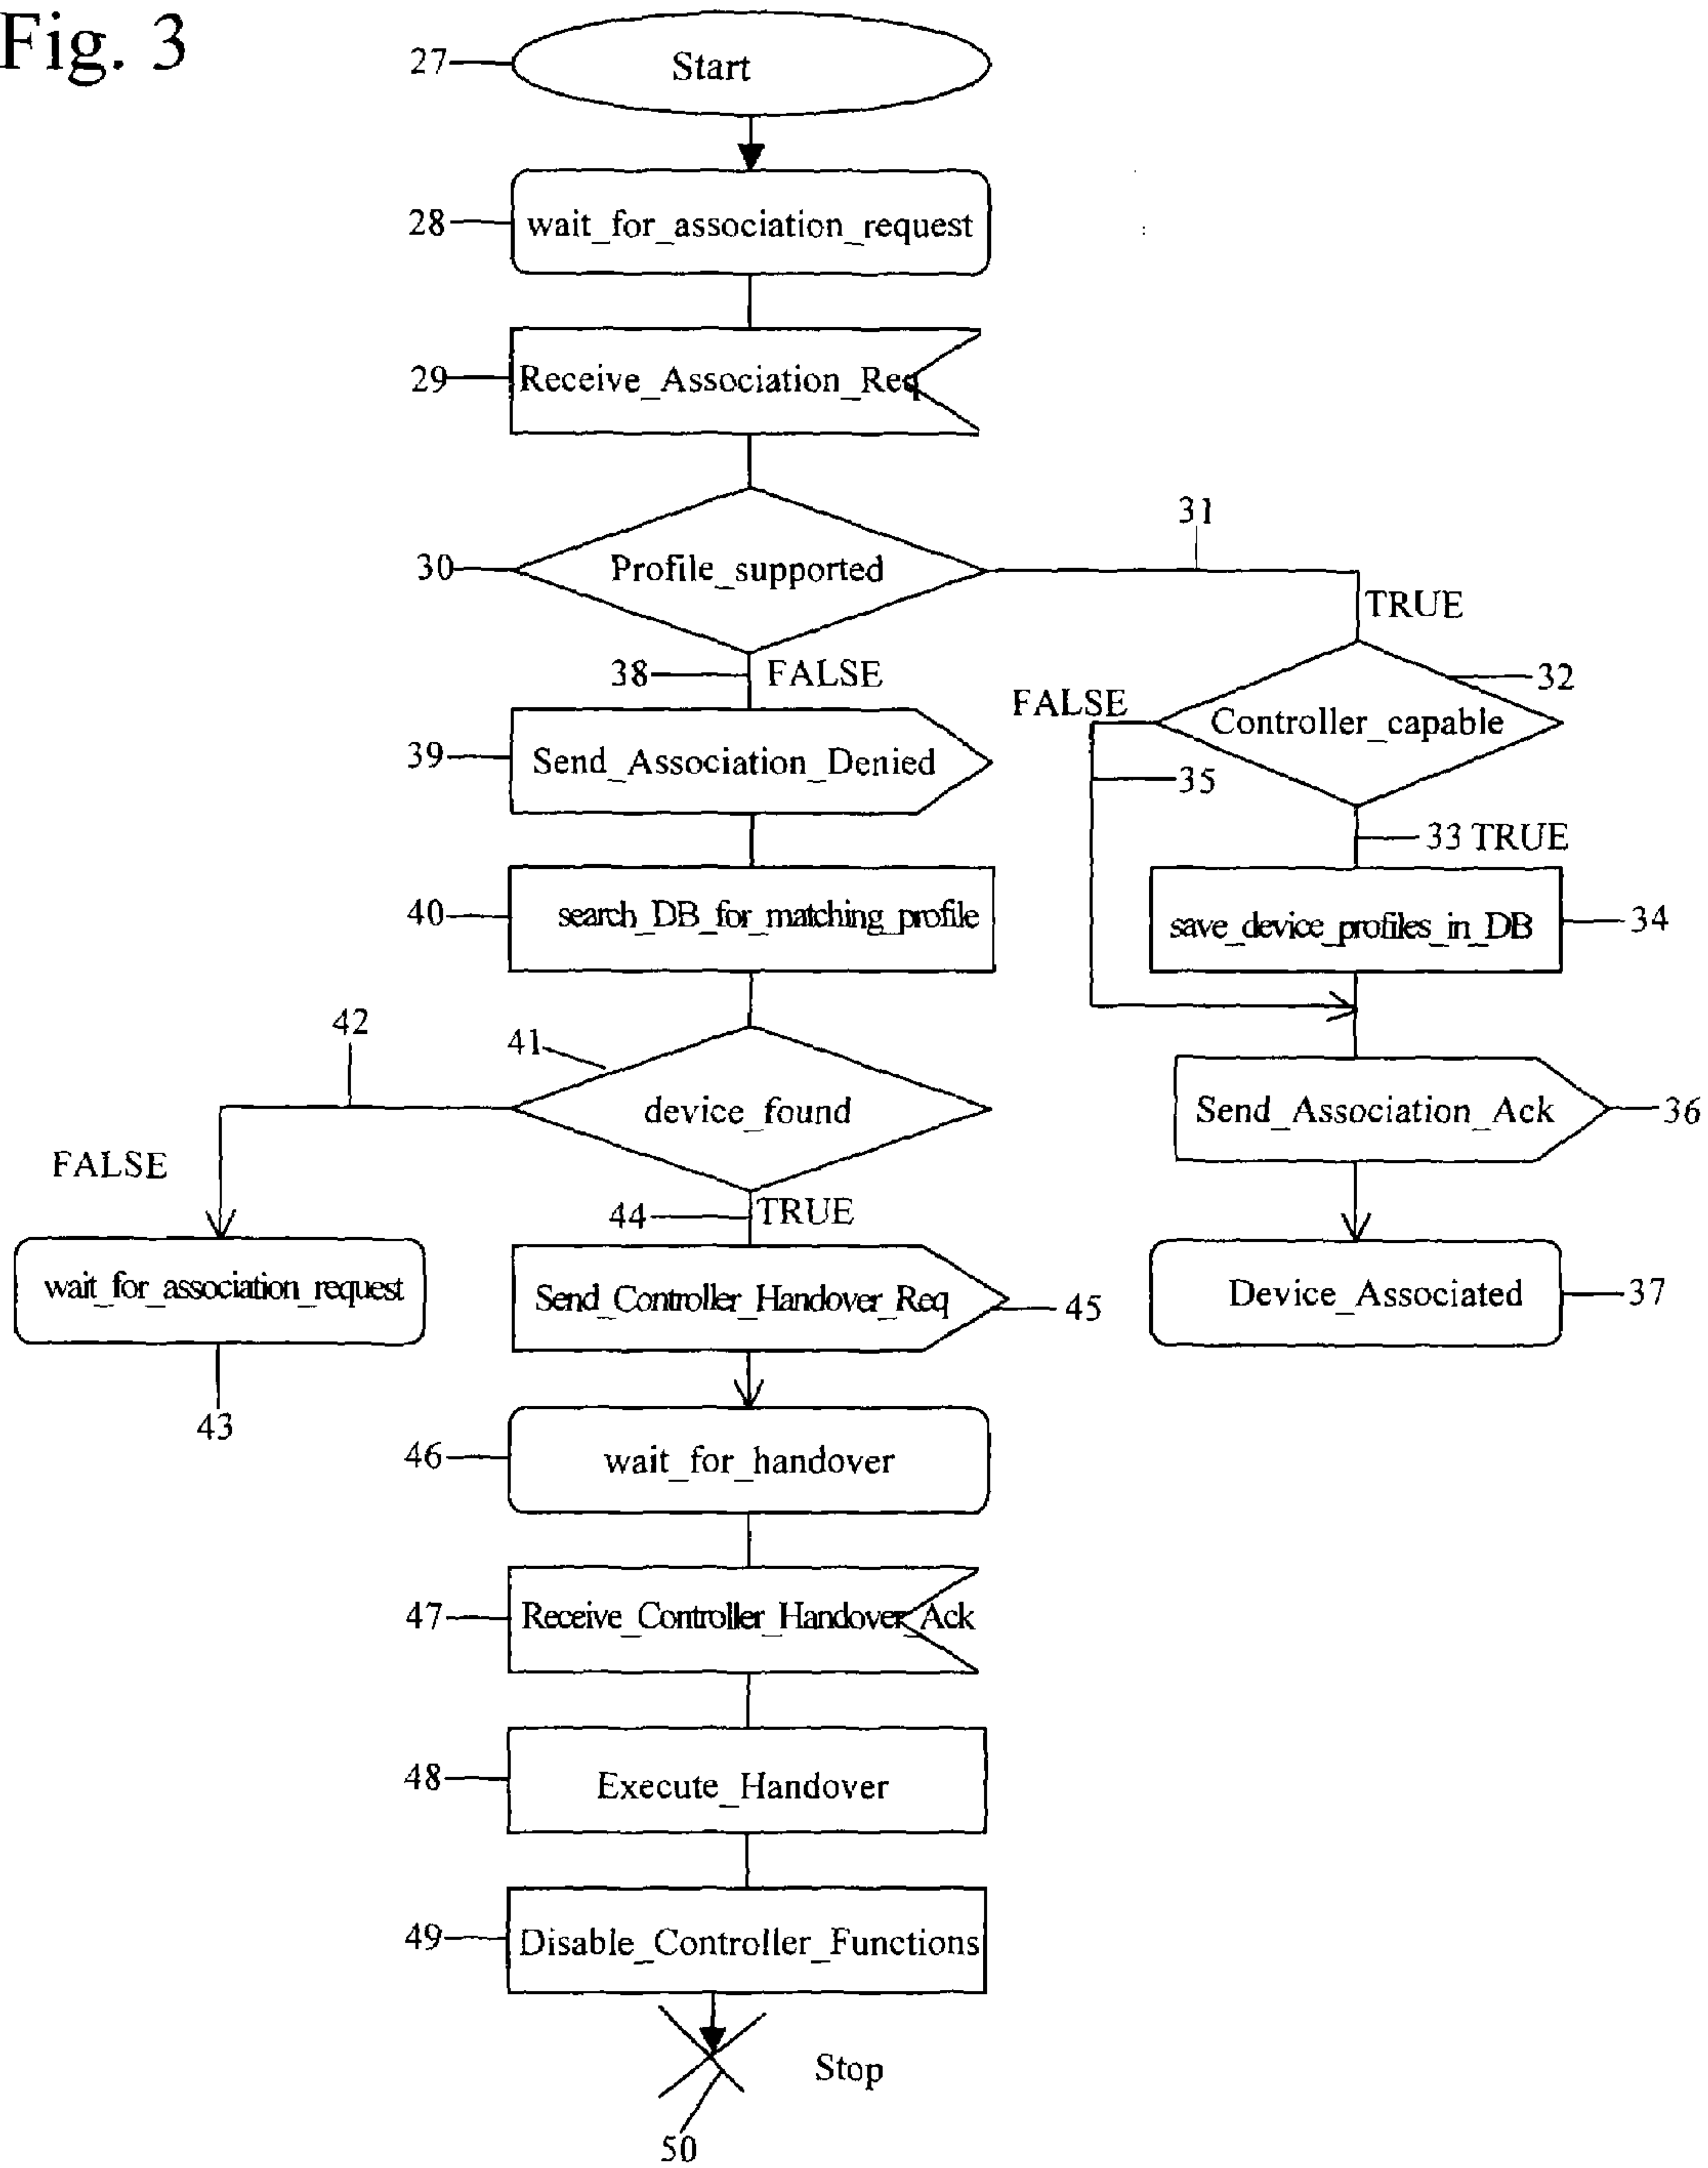 Fig. 3
27
Start
28
wait_for_association_request
29
Receive_Association_Req
31
30
Profile_supported
TRUE
38
FALSE
32
FALSE
Controller_capable
39
Send_Association_Denied
35
33 TRUE
40
search_DB_for_matching_profile
save_device_profiles_in_DB
34
42
41
device_found
Send_Association_Ack
36
FALSE
44
TRUE
wait_for_association_request
Send_Controller_Handover_Req
45
Device_Associated
37
43
46
wait_for_handover
47
Receive_Controller_Handover_Ack
48
Execute_Handover
49
Disable_Controller_Functions
Stop
50